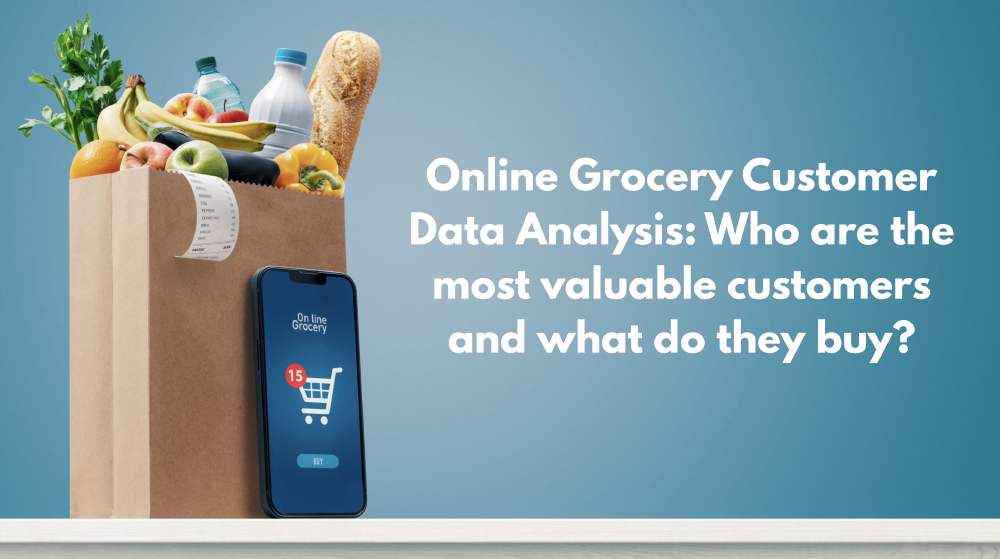 Online Grocery Customer
Data Analysis: Who are the
most valuable customers
and what do they buy?
On line
Grocery
15
BUY